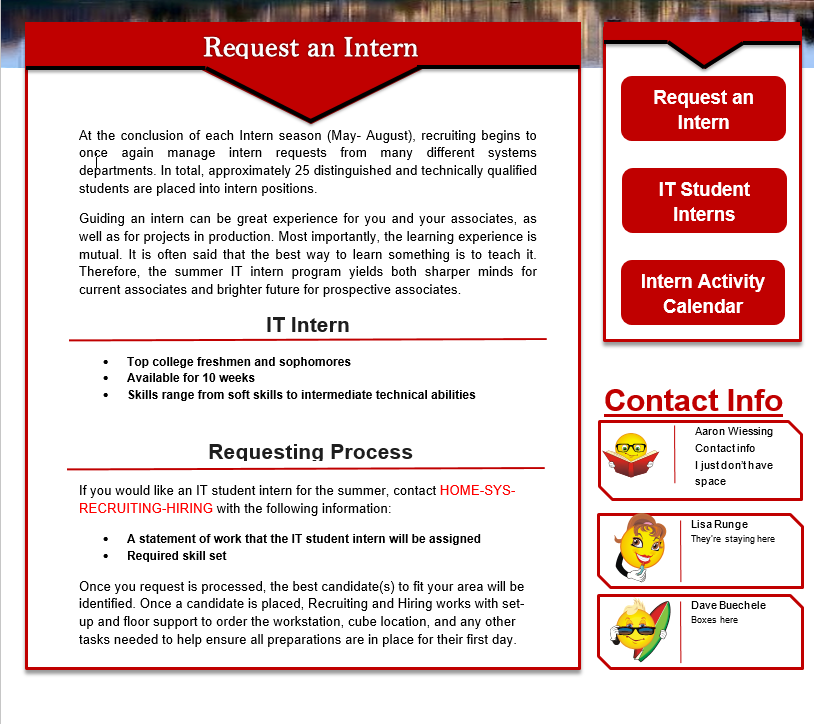 Request an Intern
At the conclusion of each Intern season (May- August), recruiting begins to
once again manage intern requests from many different systems
departments. In total, approximately 25 distinguished and technically qualified
students are placed into intern positions.
Guiding an intern can be great experience for you and your associates, as
well as for projects in production. Most importantly, the learning experience is
mutual. It is often said that the best way to learn something is to teach it.
Therefore, the summer IT intern program yields both sharper minds for
current associates and brighter future for prospective associates.
IT Intern
• Top college freshmen and sophomores
• Available for 10 weeks
• Skills range from soft skills to intermediate technical abilities
Requesting Process
If you would like an IT student intern for the summer, contact HOME-SYS-
RECRUITING-HIRING with the following information:
• A statement of work that the IT student intern will be assigned
• Required skill set
Once you request is processed, the best candidate(s) to fit your area will be
identified. Once a candidate is placed, Recruiting and Hiring works with set-
up and floor support to order the workstation, cube location, and any other
tasks needed to help ensure all preparations are in place for their first day.
Request an
Intern
IT Student
Interns
Intern Activity
Calendar
Contact Info
Aaron Wiessing
Contact info
I just don't have
space
Lisa Runge
They're staying here
Dave Buechele
Boxes here